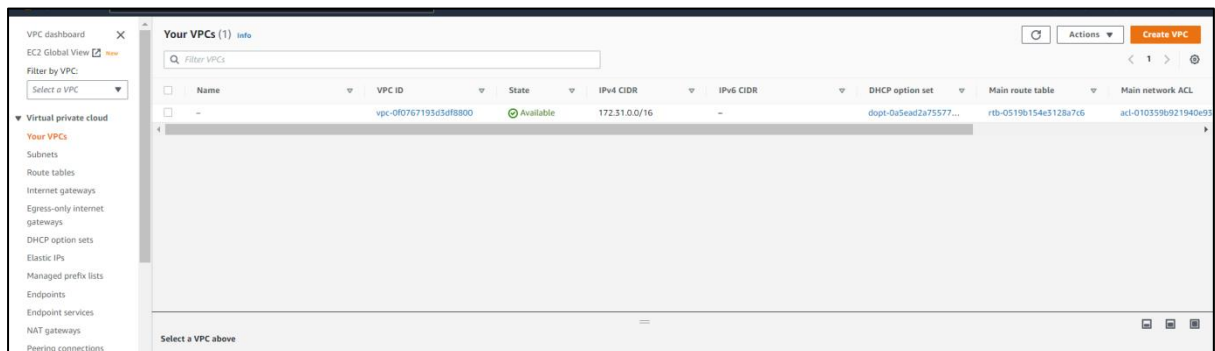 VPC dashboard
EC2 Global View New
Filter by VPC:
Select a VPC
Virtual private cloud
Your VPCs
Subnets
Route tables
Internet gateways
Egress-only internet
gateways
DHCP option sets
Elastic IPs
Managed prefix lists
Endpoints
Endpoint services
NAT gateways
Peering connections
Your VPCs (1) Info
Actions
Create VPC
Filter VPCs
1
Name VPC ID State IPv4 CIDR IPv6 CIDR DHCP option set Main route table Main network ACL
– vpc-0f0767193d3df8800 Available 172.31.0.0/16 – dopt-0a5ead2a75577... rtb-0519b154e3128a7c6 acl-010359b921940e93
Select a VPC above